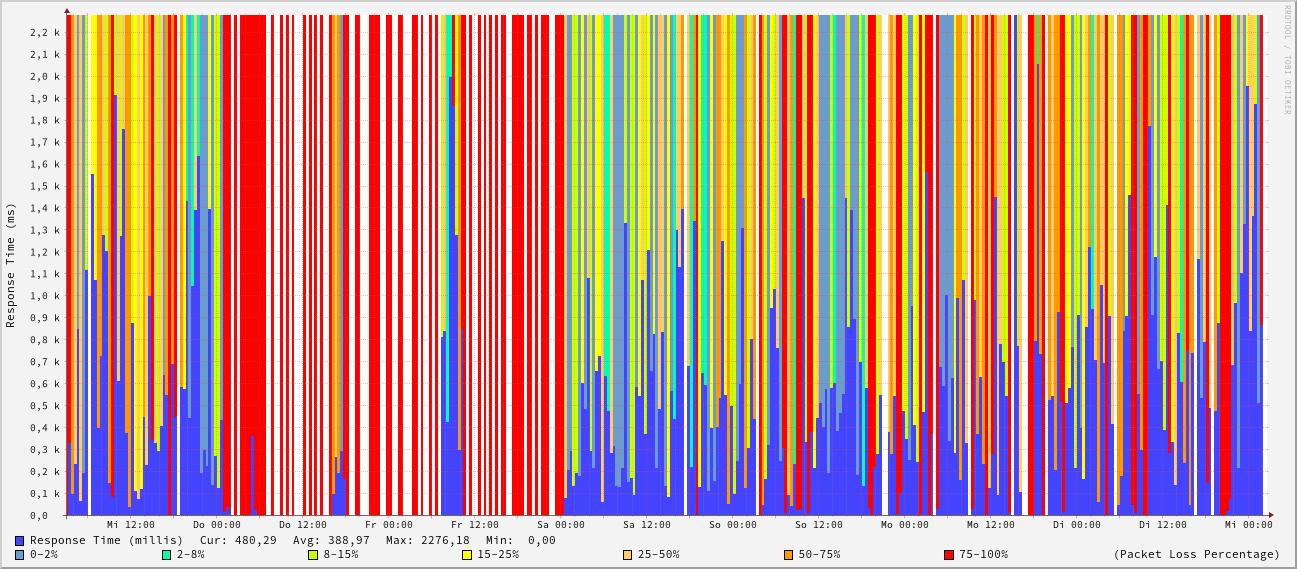 RRDTOOL / TOBI OETIKER
Response Time (ms)
2,2 k
2,1 k
2,0 k
1,9 k
1,8 k
1,7 k
1,6 k
1,5 k
1,4 k
1,3 k
1,2 k
1,1 k
1,0 k
0,9 k
0,8 k
0,7 k
0,6 k
0,5 k
0,4 k
0,3 k
0,2 k
0,1 k
0,0
Mi 12:00 Do 00:00 Do 12:00 Fr 00:00 Fr 12:00 Sa 00:00 Sa 12:00 So 00:00 So 12:00 Mo 00:00 Mo 12:00 Di 00:00 Di 12:00 Mi 00:00
Response Time (millis) Cur: 480,29 Avg: 388,97 Max: 2276,18 Min: 0,00
0-2% 2-8% 8-15% 15-25% 25-50% 50-75% 75-100% (Packet Loss Percentage)